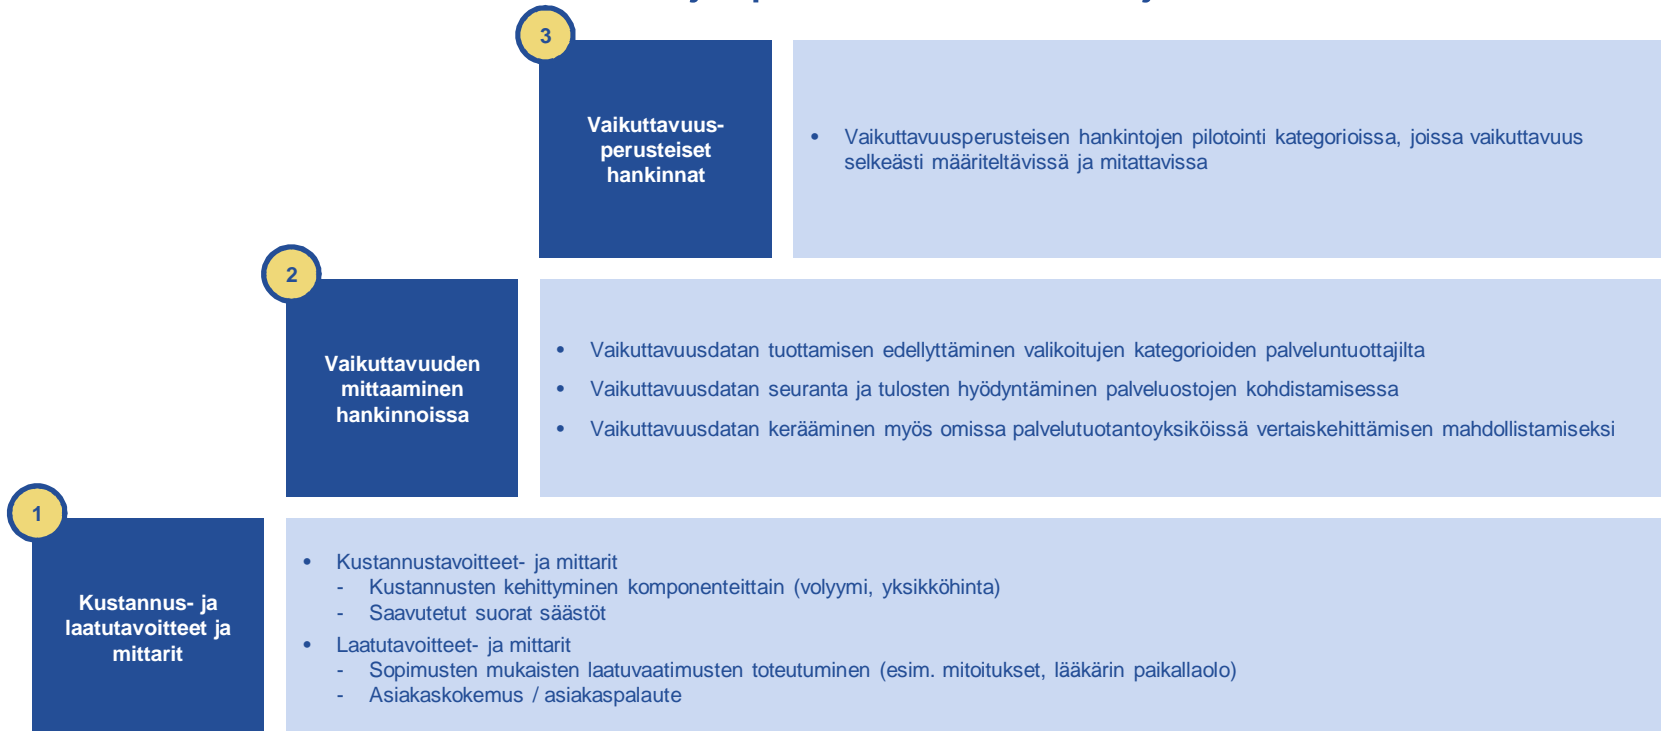 3
Vaikuttavuus-
perusteiset
hankinnat
• Vaikuttavuusperusteisen hankintojen pilotointi kategorioissa, joissa vaikuttavuus
selkeästi määriteltävissä ja mitattavissa
2
Vaikuttavuuden
mittaaminen
hankinnoissa
• Vaikuttavuusdatan tuottamisen edellyttäminen valikoitujen kategorioiden palveluntuottajilta
• Vaikuttavuusdatan seuranta ja tulosten hyödyntäminen palveluostojen kohdistamisessa
• Vaikuttavuusdatan kerääminen myös omissa palvelutuotantoyksiköissä vertaiskehittämisen mahdollistamiseksi
1
Kustannus- ja
laatutavoitteet ja
mittarit
• Kustannustavoitteet- ja mittarit
- Kustannusten kehittyminen komponenteittain (volyymi, yksikköhinta)
- Saavutetut suorat säästöt
• Laatutavoitteet- ja mittarit
- Sopimusten mukaisten laatuvaatimusten toteutuminen (esim. mitoitukset, lääkärin paikallaolo)
- Asiakaskokemus / asiakaspalaute